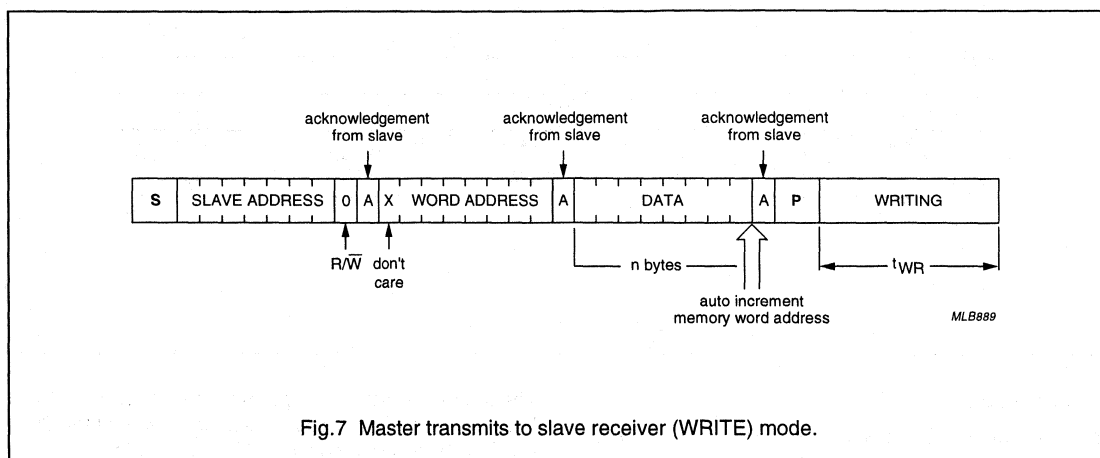 acknowledgement acknowledgement acknowledgement
from slave from slave from slave
S SLAVE ADDRESS 0 A X WORD ADDRESS A DATA A P WRITING
R/W̅ don't
care
n bytes
tWR
auto increment
memory word address
MLB889
Fig.7 Master transmits to slave receiver (WRITE) mode.